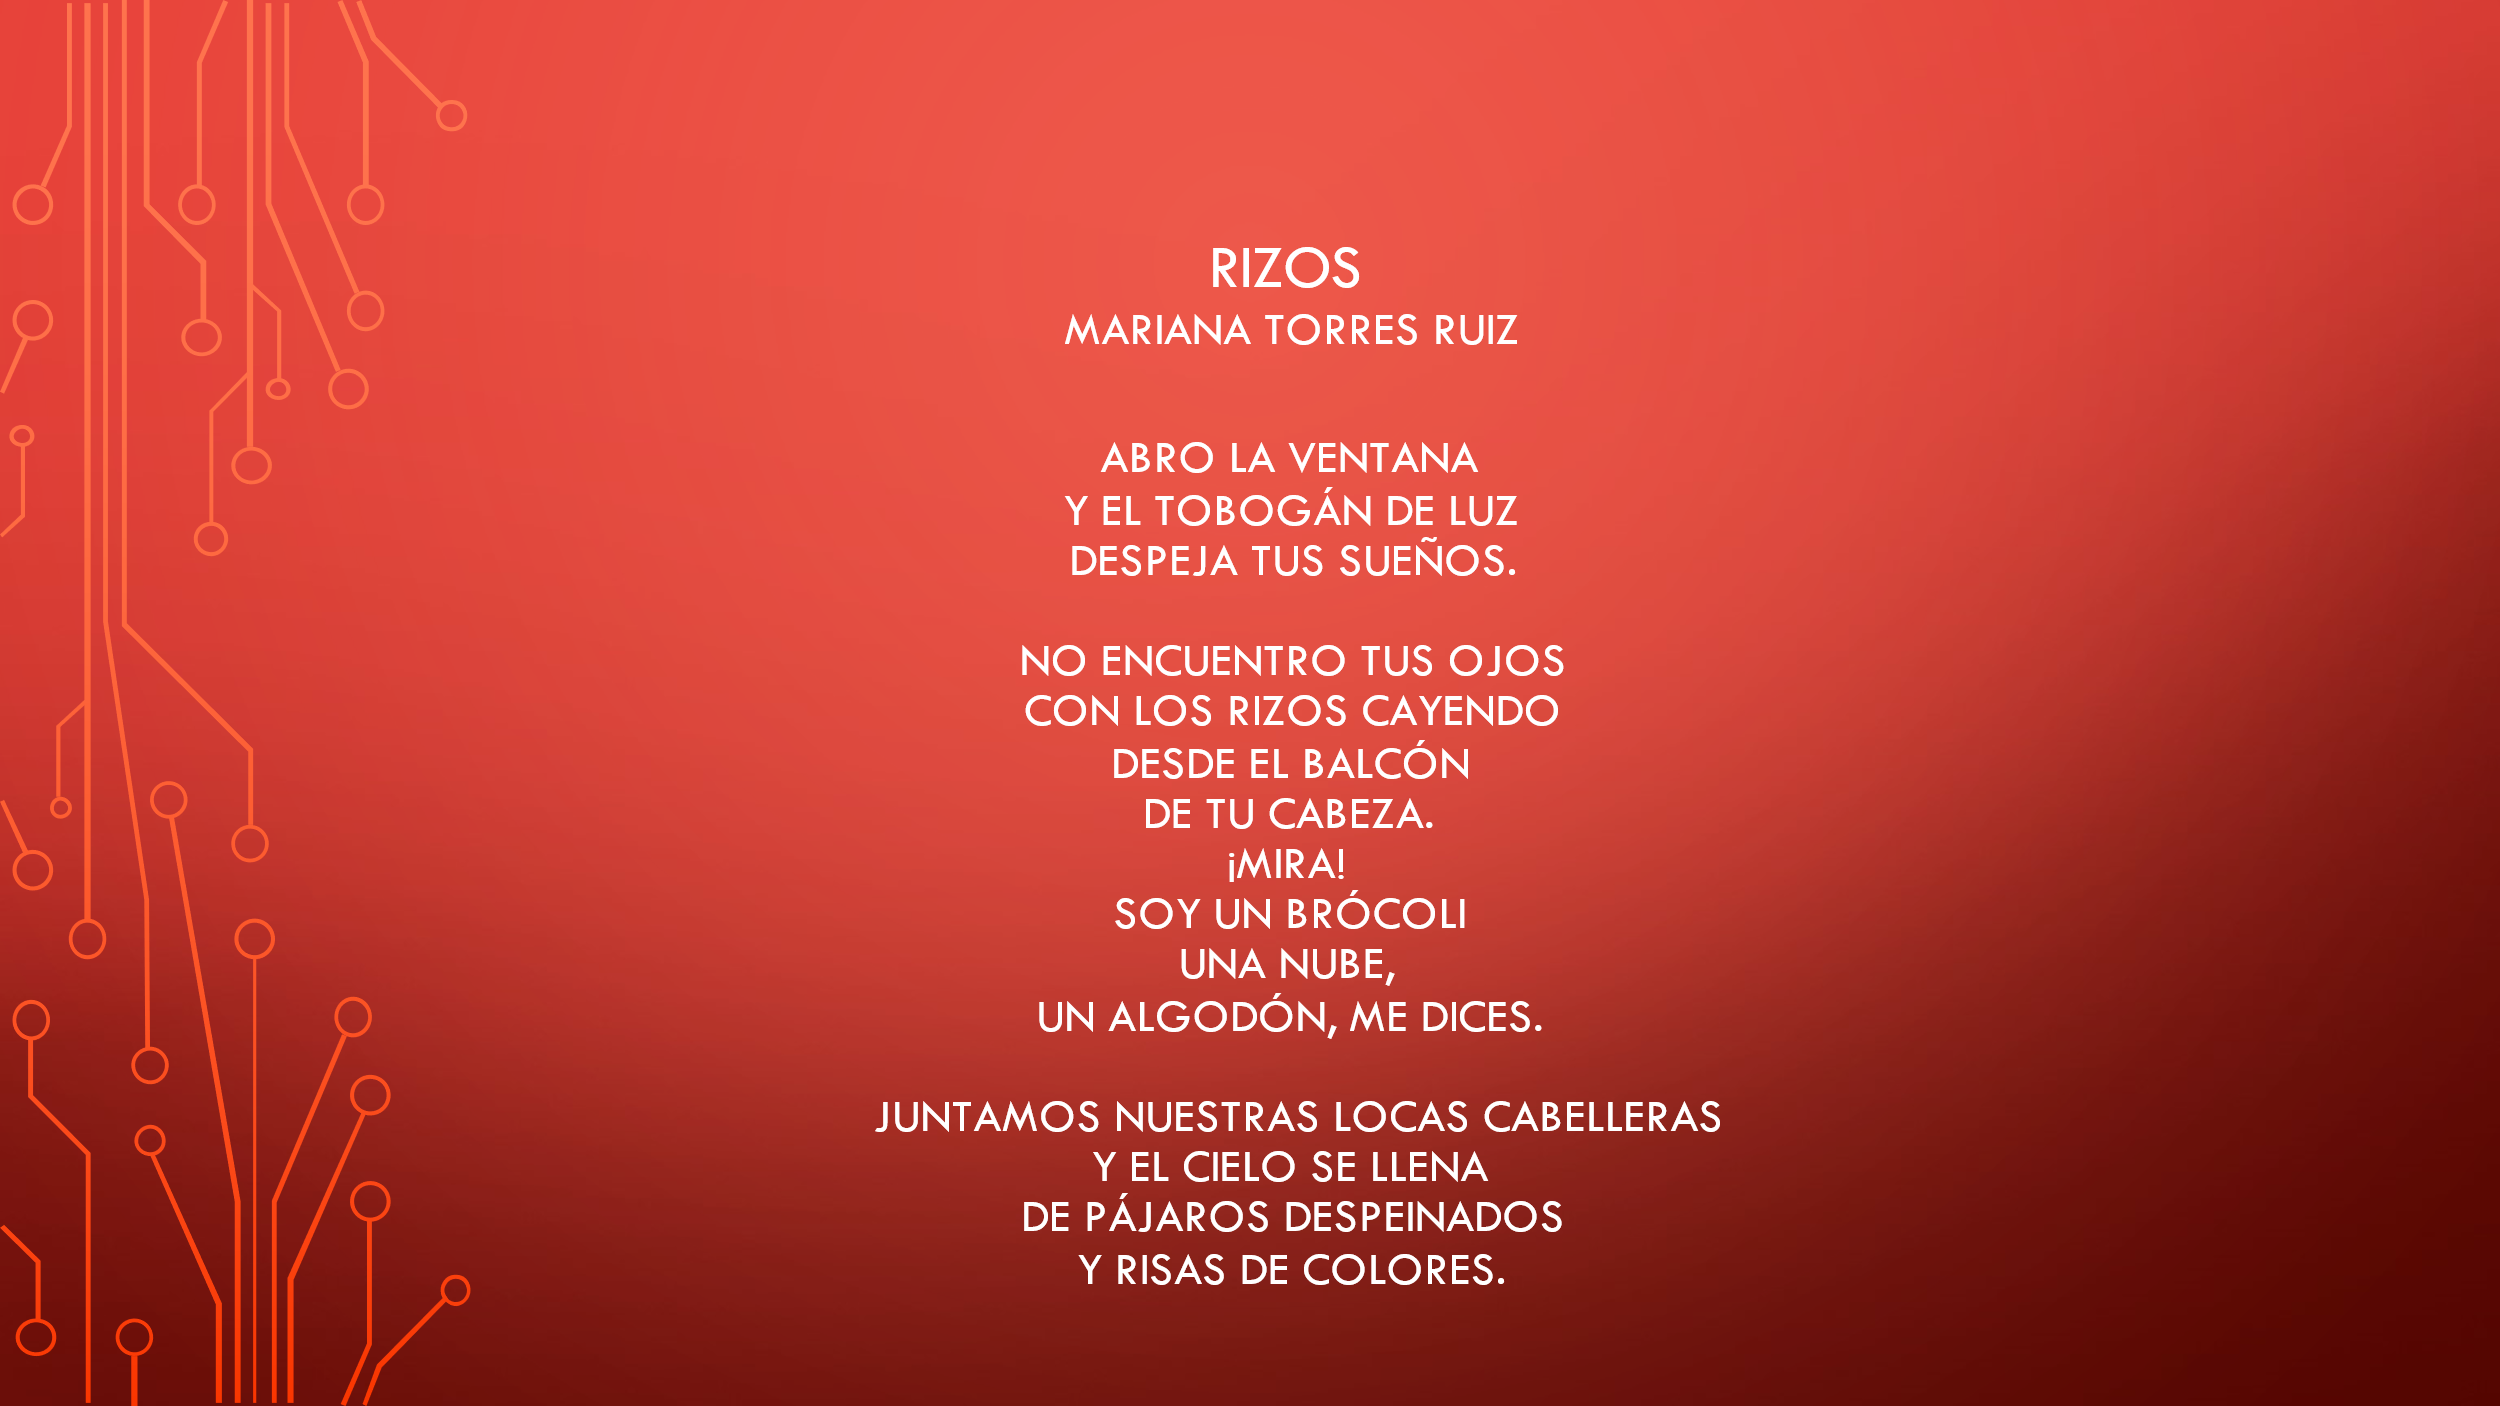 RIZOS
MARIANA TORRES RUIZ
ABRO LA VENTANA
Y EL TOBOGÁN DE LUZ
DESPEJA TUS SUEÑOS.
NO ENCUENTRO TUS OJOS
CON LOS RIZOS CAYENDO
DESDE EL BALCÓN
DE TU CABEZA.
¡MIRA!
SOY UN BRÓCOLI
UNA NUBE,
UN ALGODÓN, ME DICES.
JUNTAMOS NUESTRAS LOCAS CABELLERAS
Y EL CIELO SE LLENA
DE PÁJAROS DESPEINADOS
Y RISAS DE COLORES.